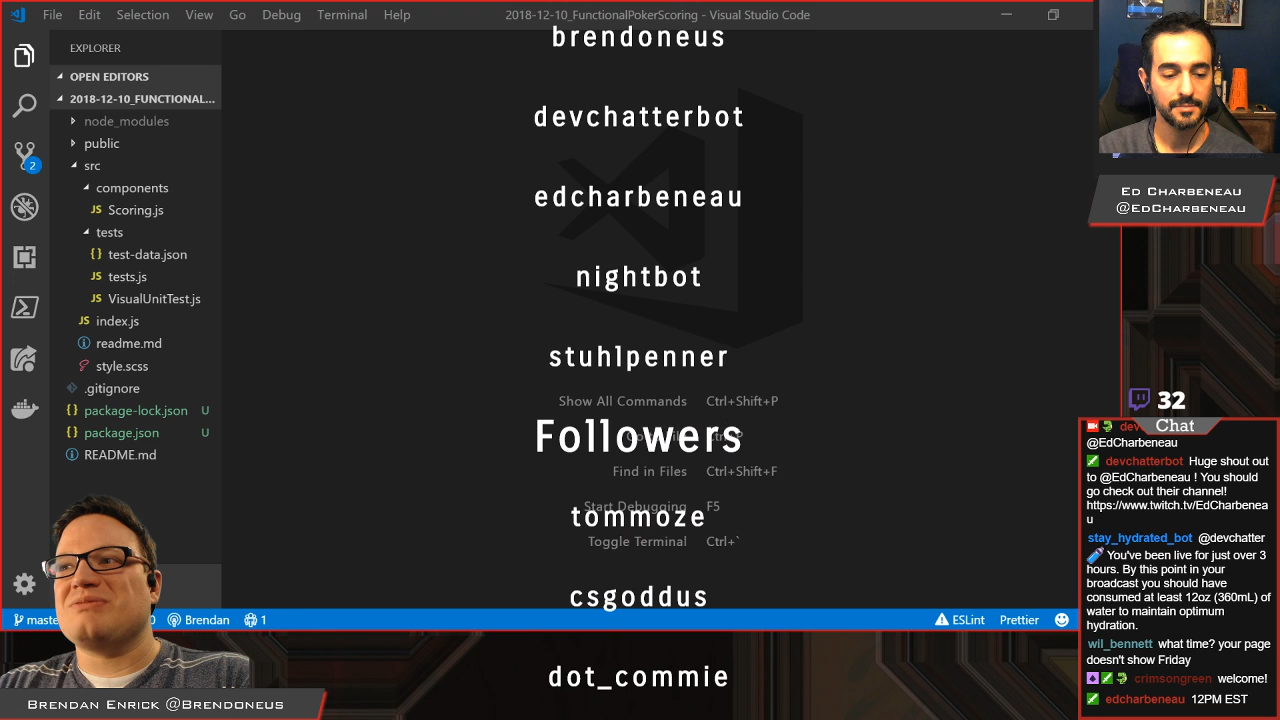 File Edit Selection View Go Debug Terminal Help
2018-12-10_FunctionalPokerScoring - Visual Studio Code
EXPLORER
OPEN EDITORS
2018-12-10_FUNCTIONAL...
node_modules
public
src
components
JS Scoring.js
tests
{} test-data.json
JS tests.js
JS VisualUnitTest.js
JS index.js
readme.md
style.scss
.gitignore
{} package-lock.json U
{} package.json U
README.md
2
brendoneus
devchatterbot
edcharbeneau
nightbot
stuhlpenner
Followers
tommoze
csgoddus
dot_commie
Show All Commands Ctrl+Shift+P
Find in Files Ctrl+Shift+F
Start Debugging F5
Toggle Terminal Ctrl+`
Brendan 1
ESLint Prettier
Brendan Enrick @Brendoneus
Ed Charbeneau
@EdCharbeneau
32
Chat
@EdCharbeneau
devchatterbot Huge shout out
to @EdCharbeneau ! You should
go check out their channel!
https://www.twitch.tv/EdCharbenea
u
stay_hydrated_bot @devchatter
You've been live for just over 3
hours. By this point in your
broadcast you should have
consumed at least 12oz (360mL) of
water to maintain optimum
hydration.
wil_bennett what time? your page
doesn't show Friday
crimsongreen welcome!
edcharbeneau 12PM EST